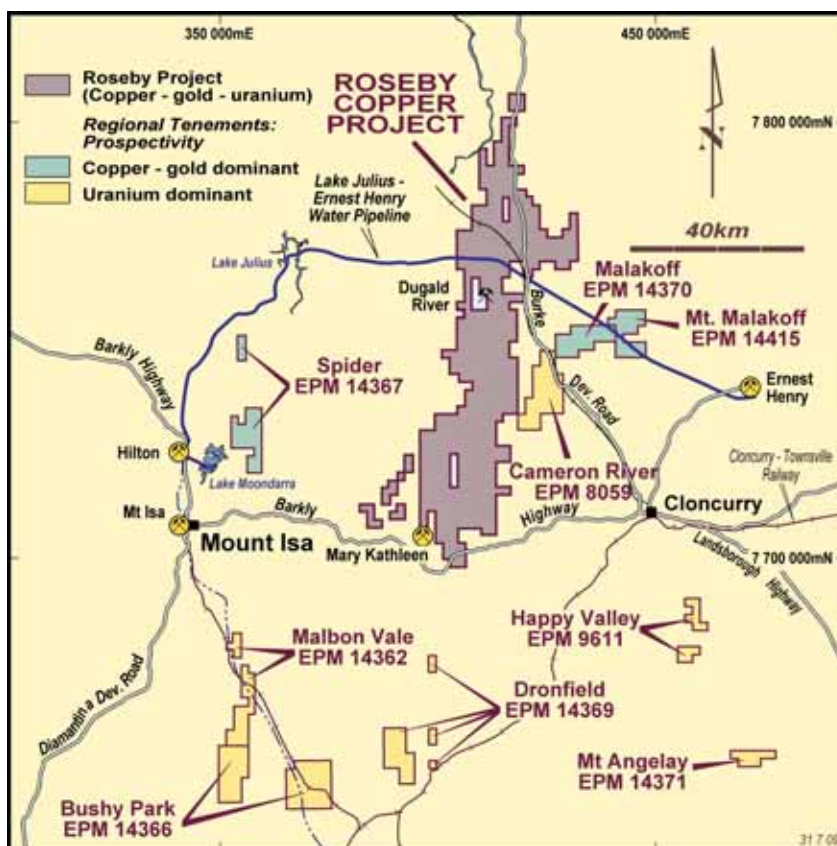 350 000mE
450 000mE
Roseby Project
(Copper - gold - uranium)
Regional Tenements:
Prospectivity
Copper - gold dominant
Uranium dominant
ROSEBY
COPPER
PROJECT
7 800 000mN
N
40km
Lake Julius -
Ernest Henry
Water Pipeline
Lake Julius
Dugald
River
Burke
Dev. Road
Malakoff
EPM 14370
Mt. Malakoff
EPM 14415
Ernest
Henry
Barkly Highway
Spider
EPM 14367
Hilton
Lake Moondarra
Cameron River
EPM 8059
Cloncurry - Townsville
Railway
Mt Isa
Mount Isa
Barkly
Highway
Mary Kathleen
Cloncurry
Landsborough
Highway
7 700 000mN
Happy Valley
EPM 9611
Malbon Vale
EPM 14362
Diamantina Dev. Road
Dronfield
EPM 14369
Mt Angelay
EPM 14371
Bushy Park
EPM 14366